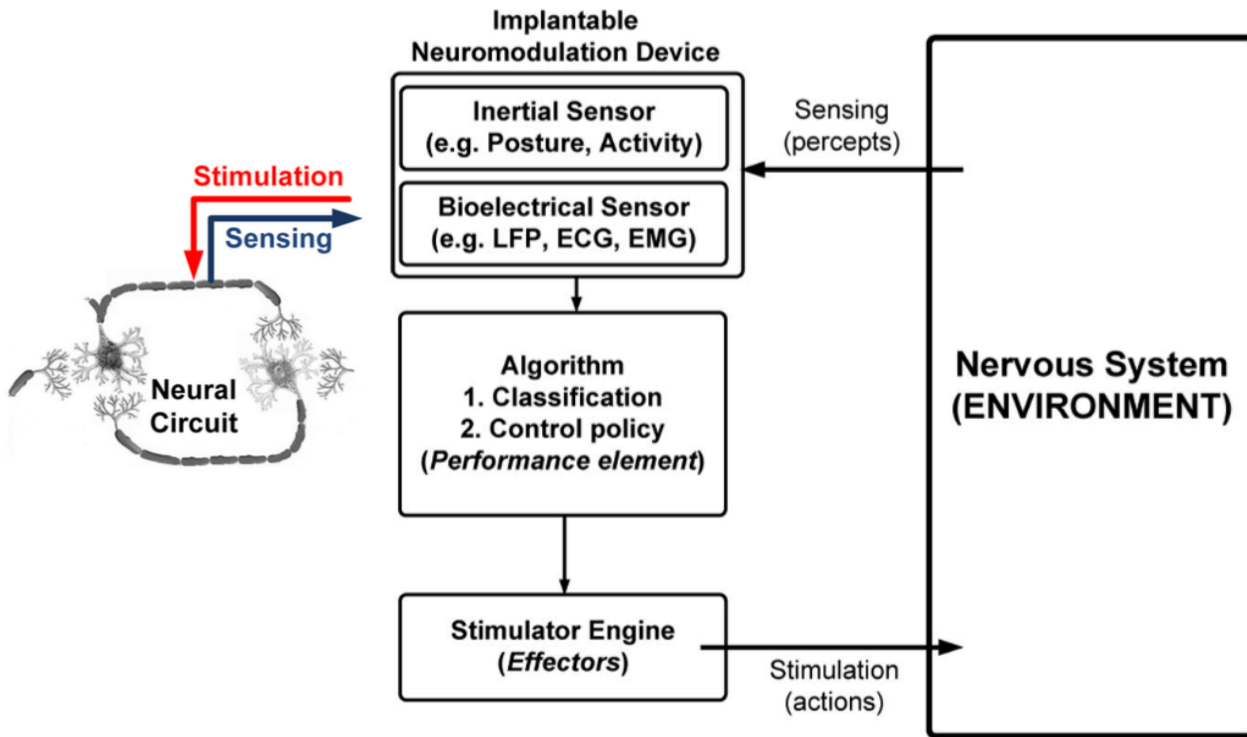 Implantable
Neuromodulation Device
Inertial Sensor
(e.g. Posture, Activity)
Bioelectrical Sensor
(e.g. LFP, ECG, EMG)
Stimulation
Sensing
Neural
Circuit
Algorithm
1. Classification
2. Control policy
(Performance element)
Stimulator Engine
(Effectors)
Sensing
(percepts)
Nervous System
(ENVIRONMENT)
Stimulation
(actions)